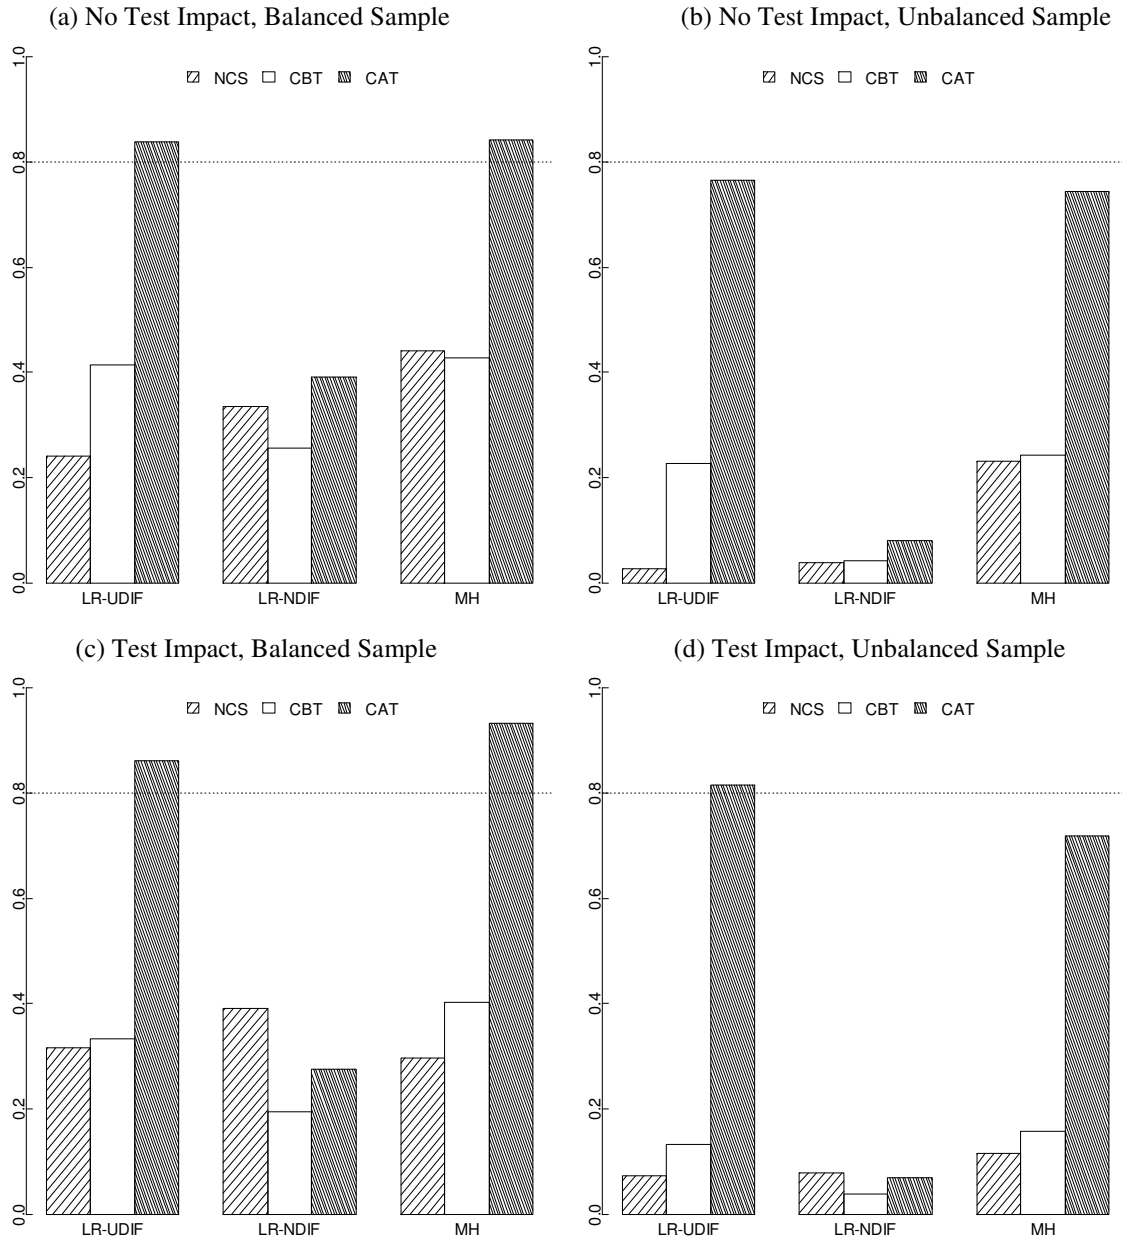 (a) No Test Impact, Balanced Sample
1.0
NCS CBT CAT
0.8
0.6
0.4
0.2
0.0
LR-UDIF LR-NDIF MH
(b) No Test Impact, Unbalanced Sample
1.0
NCS CBT CAT
0.8
0.6
0.4
0.2
0.0
LR-UDIF LR-NDIF MH
(c) Test Impact, Balanced Sample
1.0
NCS CBT CAT
0.8
0.6
0.4
0.2
0.0
LR-UDIF LR-NDIF MH
(d) Test Impact, Unbalanced Sample
1.0
NCS CBT CAT
0.8
0.6
0.4
0.2
0.0
LR-UDIF LR-NDIF MH